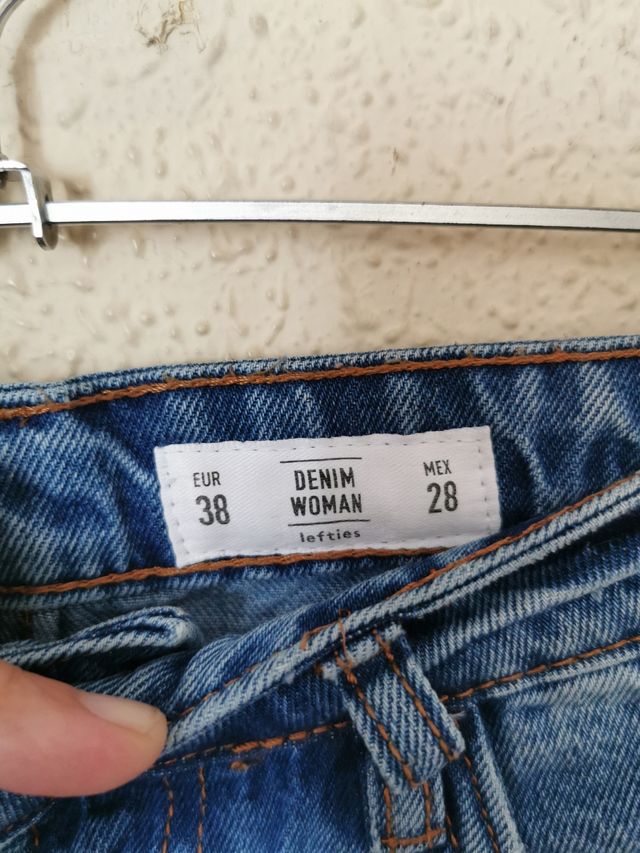 EUR
38
DENIM
WOMAN
lefties
MEX
28